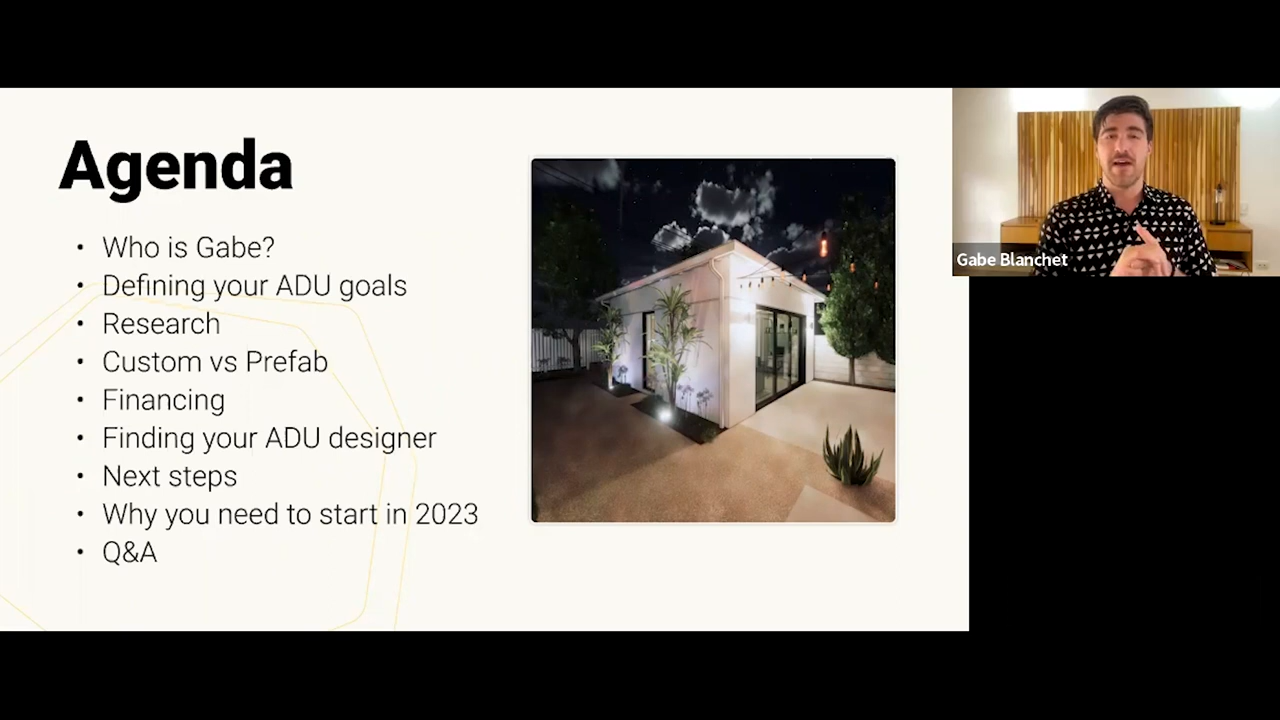 Agenda
• Who is Gabe?
• Defining your ADU goals
• Research
• Custom vs Prefab
• Financing
• Finding your ADU designer
• Next steps
• Why you need to start in 2023
• Q&A
Gabe Blanchet